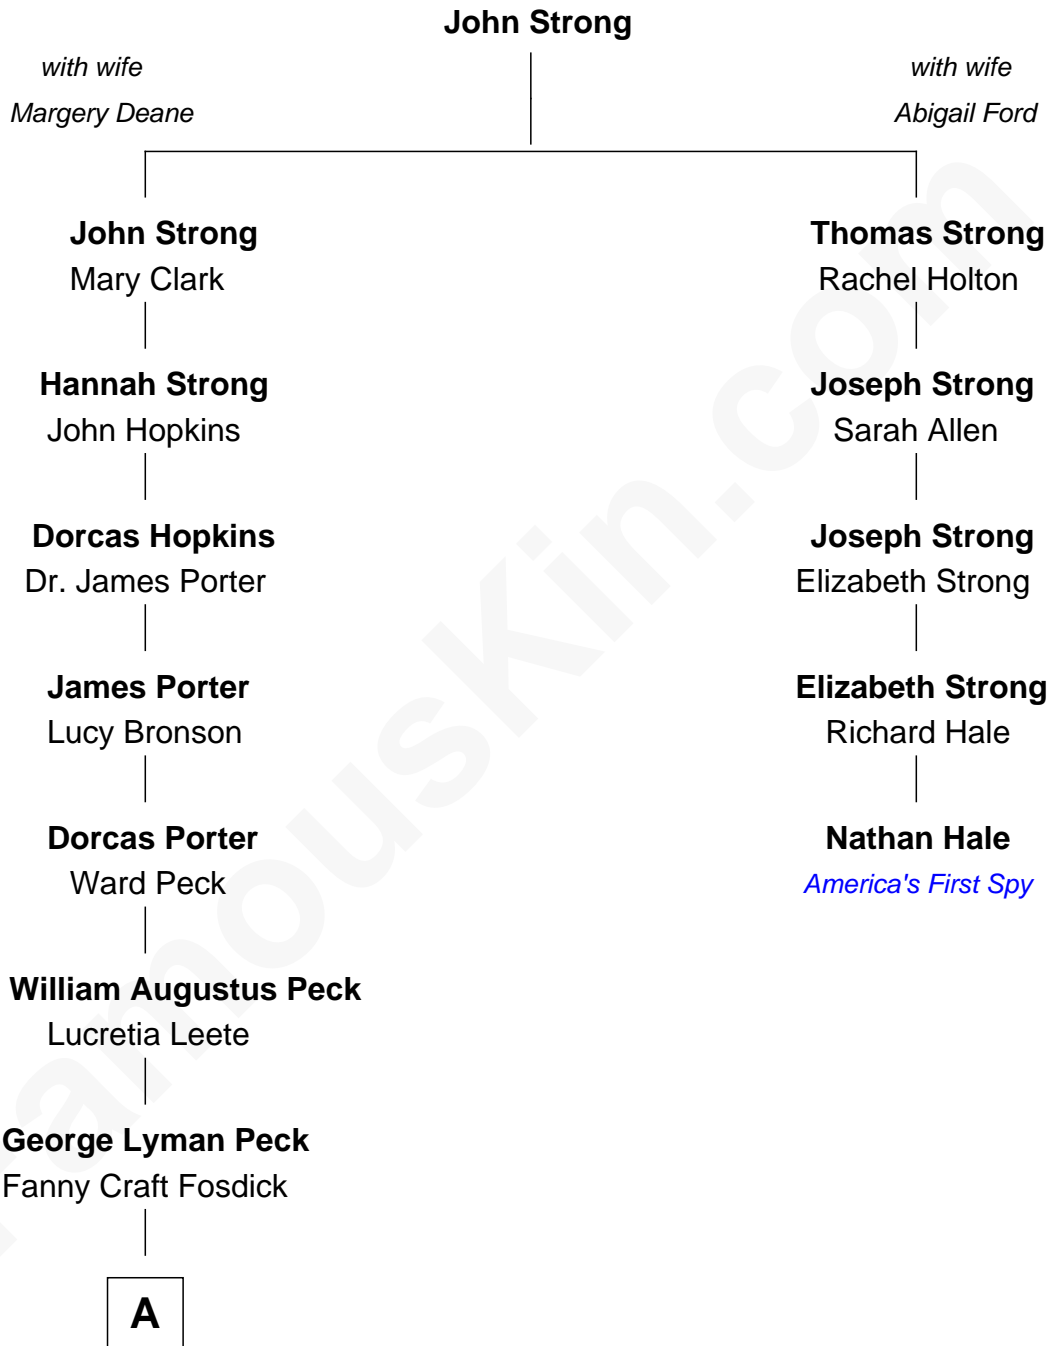 John Strong
with wife
Margery Deane
with wife
Abigail Ford
John Strong
Mary Clark
Thomas Strong
Rachel Holton
Hannah Strong
John Hopkins
Joseph Strong
Sarah Allen
Dorcas Hopkins
Dr. James Porter
Joseph Strong
Elizabeth Strong
James Porter
Lucy Bronson
Elizabeth Strong
Richard Hale
Dorcas Porter
Ward Peck
Nathan Hale
America's First Spy
William Augustus Peck
Lucretia Leete
George Lyman Peck
Fanny Craft Fosdick
A
FamousKin.com